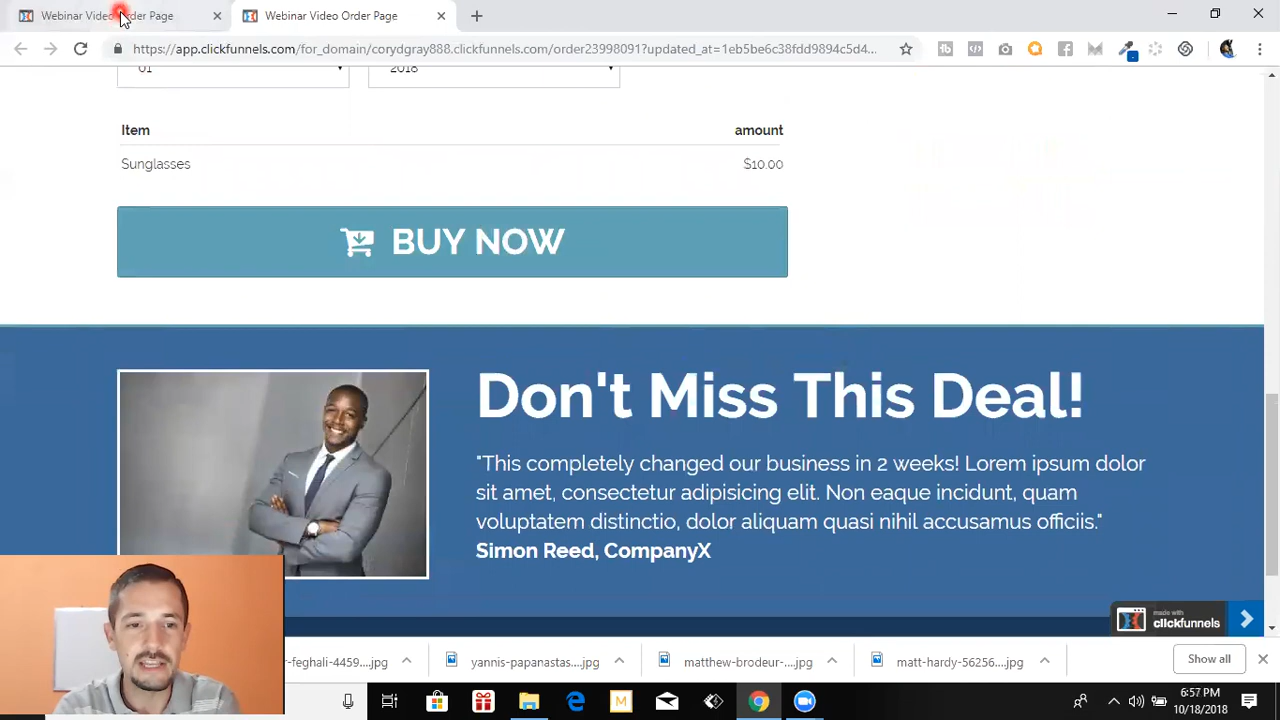 Webinar Video Order Page
Webinar Video Order Page
https://app.clickfunnels.com/for_domain/corydgray888.clickfunnels.com/order23998091?updated_at=1eb5be6c38fdd9894c5d4...
01
2018
Item
amount
Sunglasses
$10.00
BUY NOW
Don't Miss This Deal!
"This completely changed our business in 2 weeks! Lorem ipsum dolor
sit amet, consectetur adipisicing elit. Non eaque incidunt, quam
voluptatem distinctio, dolor aliquam quasi nihil accusamus officiis."
Simon Reed, CompanyX
made with
clickfunnels
r-feghali-4459....jpg
yannis-papanastas....jpg
matthew-brodeur-....jpg
matt-hardy-56256....jpg
Show all
6:57 PM
10/18/2018